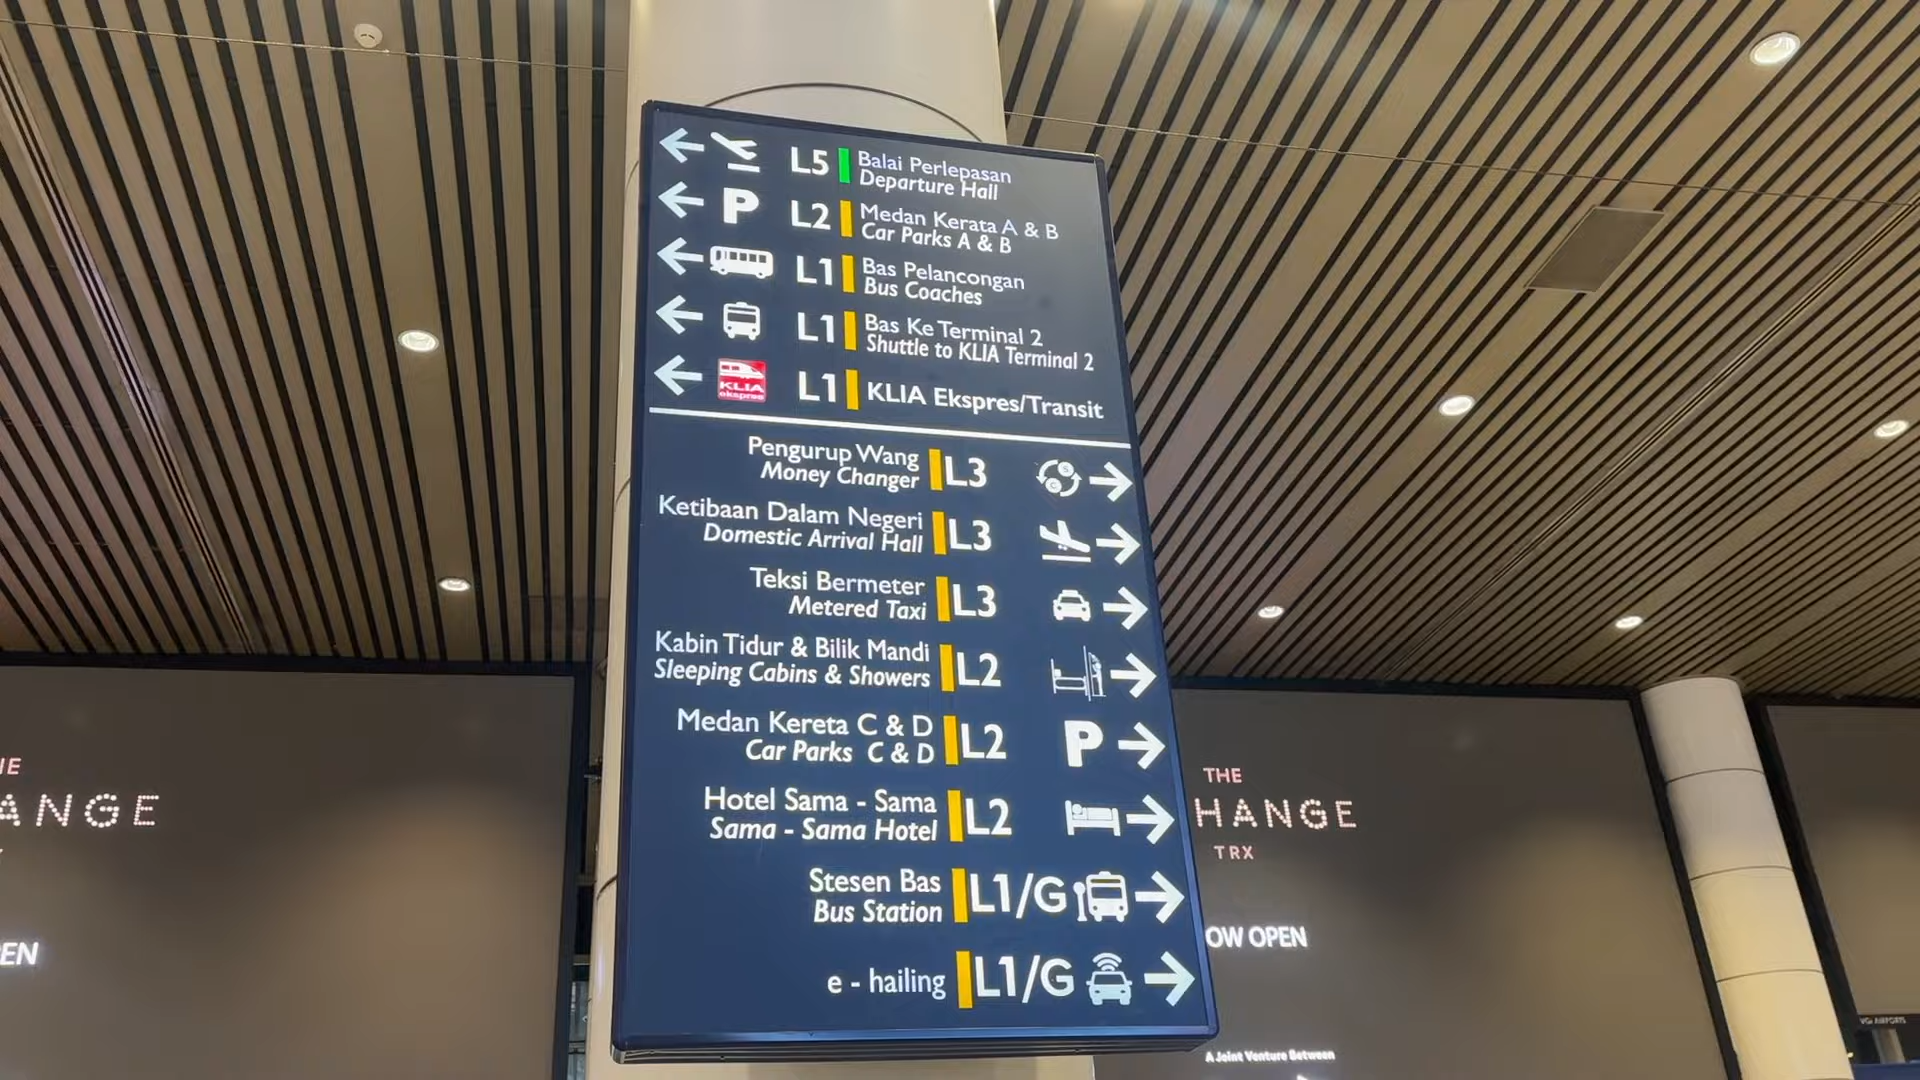 L5 Balai Perlepasan
Departure Hall
P L2 Medan Kerata A & B
Car Parks A & B
L1 Bas Pelancongan
Bus Coaches
L1 Bas Ke Terminal 2
Shuttle to KLIA Terminal 2
KLIA ekspres L1 KLIA Ekspres/Transit
Pengurup Wang L3
Money Changer
Ketibaan Dalam Negeri L3
Domestic Arrival Hall
Teksi Bermeter L3
Metered Taxi
Kabin Tidur & Bilik Mandi L2
Sleeping Cabins & Showers
Medan Kereta C & D L2 P
Car Parks C & D
Hotel Sama - Sama L2
Sama - Sama Hotel
Stesen Bas L1/G
Bus Station
e - hailing L1/G
ANGE
EN
THE
HANGE
TRX
OW OPEN
A Joint Venture Between